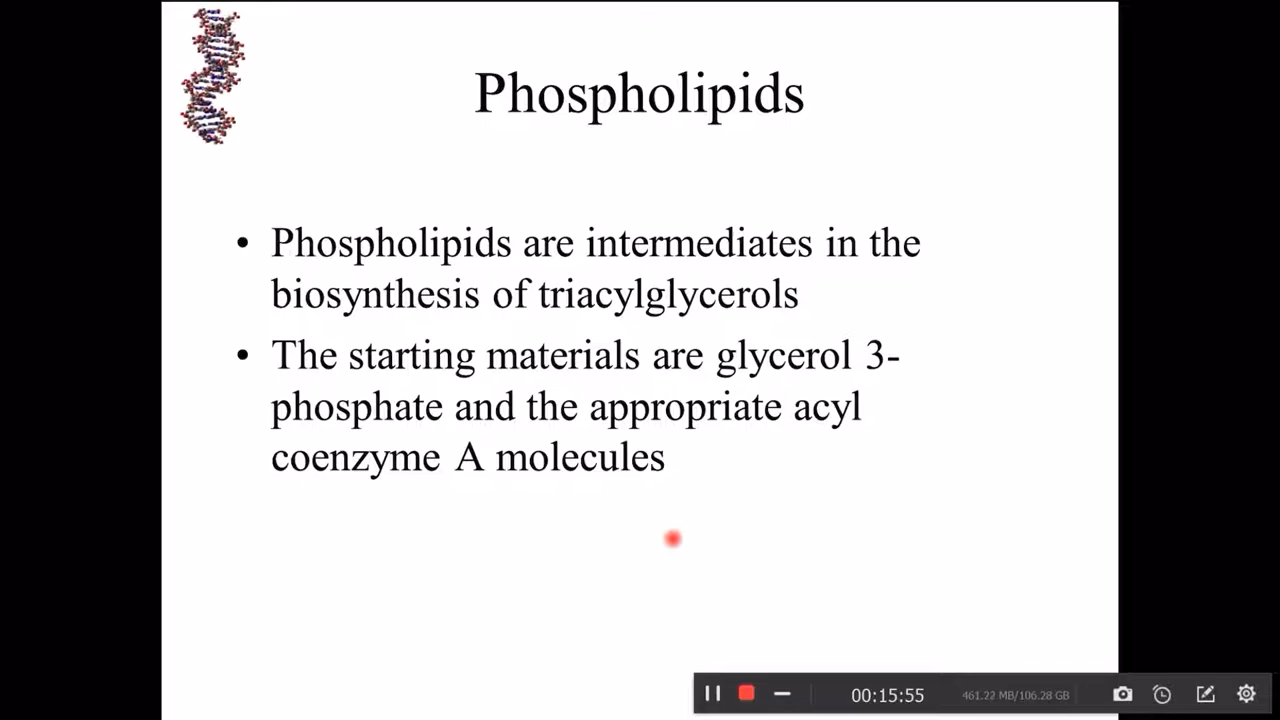 Phospholipids
• Phospholipids are intermediates in the
biosynthesis of triacylglycerols
• The starting materials are glycerol 3-
phosphate and the appropriate acyl
coenzyme A molecules
00:15:55
461.22 MB/106.28 GB